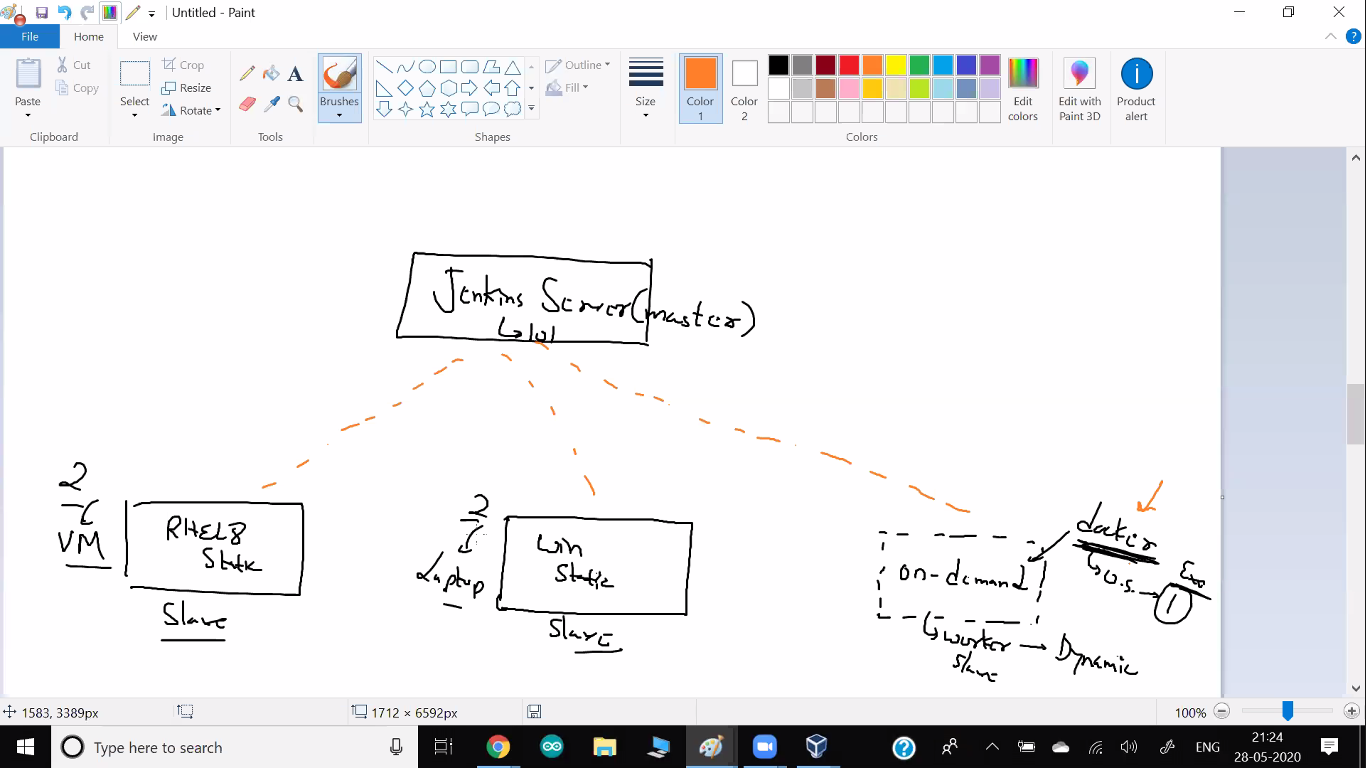 Untitled - Paint
File
Home
View
Paste
Cut
Copy
Clipboard
Select
Crop
Resize
Rotate
Image
A
Tools
Brushes
Shapes
Outline
Fill
Size
Color
1
Color
2
Edit
colors
Edit with
Paint 3D
Product
alert
Colors
Jenkins Server(master)
2
VM
RHEL8
Static
Slave
2
Laptop
Win
Static
Slave
docker
on-demand
O.S.
1
worker
slave
Dynamic
1583, 3389px
1712 × 6592px
100%
Type here to search
ENG
21:24
28-05-2020